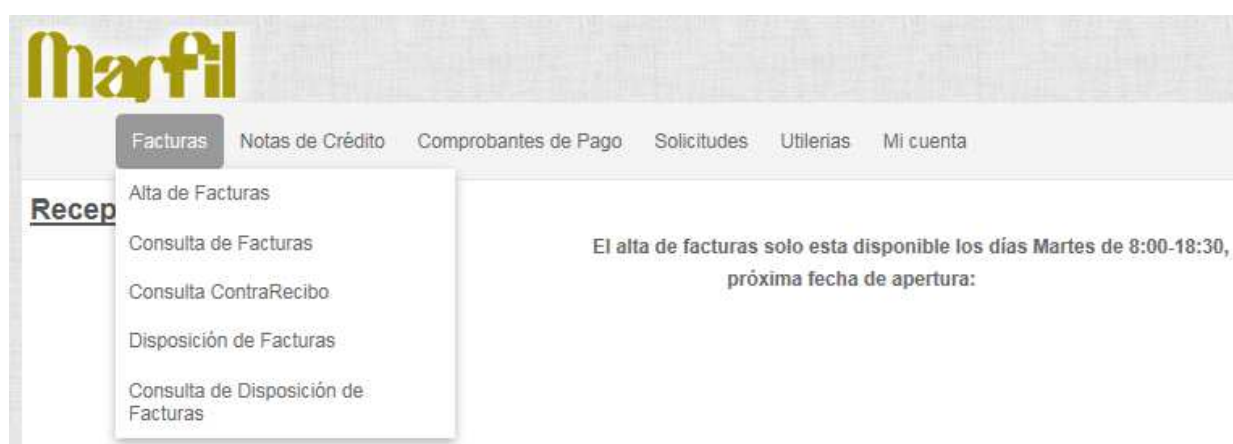 Marfil
Facturas Notas de Crédito Comprobantes de Pago Solicitudes Utilerias Mi cuenta
Alta de Facturas
Consulta de Facturas
Consulta ContraRecibo
Disposición de Facturas
Consulta de Disposición de
Facturas
Recep
El alta de facturas solo esta disponible los días Martes de 8:00-18:30,
próxima fecha de apertura: